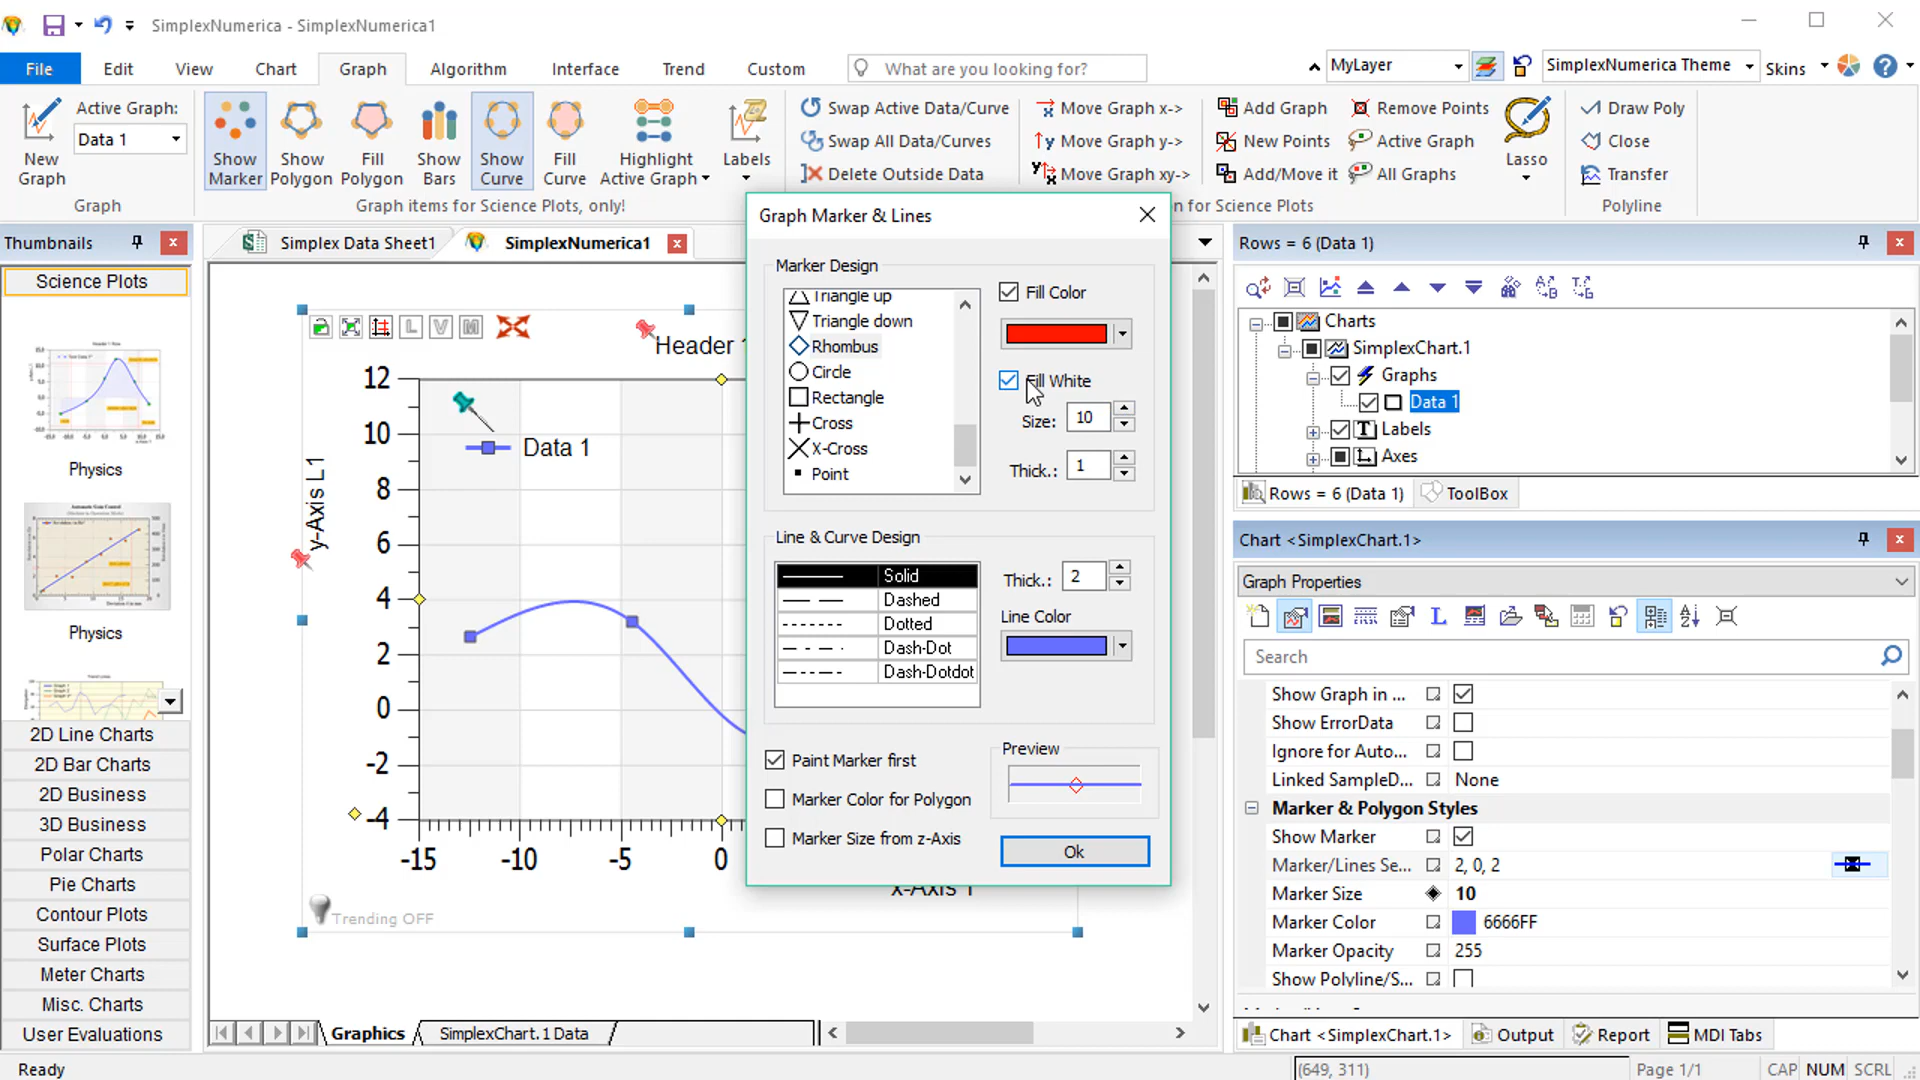 SimplexNumerica - SimplexNumerica1
File
Edit
View
Chart
Graph
Algorithm
Interface
Trend
Custom
What are you looking for?
MyLayer
SimplexNumerica Theme
Skins
New Graph
Active Graph:
Data 1
Show Marker
Show Polygon
Fill Polygon
Show Bars
Show Curve
Fill Curve
Highlight Active Graph
Labels
Swap Active Data/Curve
Swap All Data/Curves
Delete Outside Data
Move Graph x->
Move Graph y->
Move Graph xy->
Add Graph
New Points
Add/Move it
Remove Points
Active Graph
All Graphs
Lasso
Draw Poly
Close
Transfer
Graph
Graph items for Science Plots, only!
n for Science Plots
Polyline
Thumbnails
Science Plots
Physics
Physics
2D Line Charts
2D Bar Charts
2D Business
3D Business
Polar Charts
Pie Charts
Contour Plots
Surface Plots
Meter Charts
Misc. Charts
User Evaluations
Simplex Data Sheet1
SimplexNumerica1
L V M
Header 1
y-Axis L1
12
10
8
6
4
2
0
-2
-4
-15
-10
-5
0
Data 1
x-Axis 1
Trending OFF
Graphics
SimplexChart.1 Data
Graph Marker & Lines
Marker Design
Triangle up
Triangle down
Rhombus
Circle
Rectangle
Cross
X-Cross
Point
Fill Color
Fill White
Size: 10
Thick.: 1
Line & Curve Design
Solid
Dashed
Dotted
Dash-Dot
Dash-Dotdot
Thick.: 2
Line Color
Paint Marker first
Marker Color for Polygon
Marker Size from z-Axis
Preview
Ok
Rows = 6 (Data 1)
Charts
SimplexChart.1
Graphs
Data 1
Labels
Axes
Rows = 6 (Data 1)
ToolBox
Chart <SimplexChart.1>
Graph Properties
Search
Show Graph in ...
Show ErrorData
Ignore for Auto...
Linked SampleD... None
Marker & Polygon Styles
Show Marker
Marker/Lines Se... 2, 0, 2
Marker Size 10
Marker Color 6666FF
Marker Opacity 255
Show Polyline/S...
Chart <SimplexChart.1>
Output
Report
MDI Tabs
Ready
(649, 311)
Page 1/1
CAP NUM SCRL